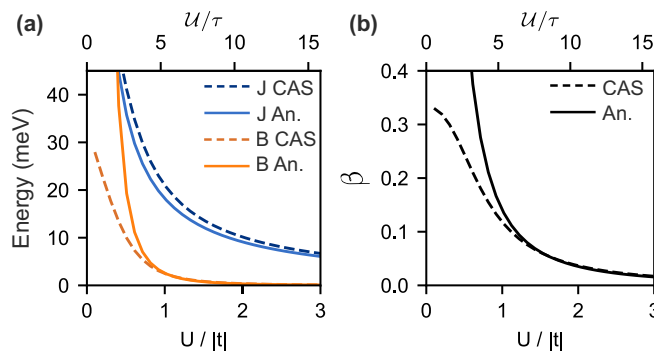 (a)
𝒰/τ
0 5 10 15
Energy (meV)
40
30
20
10
0
J CAS
J An.
B CAS
B An.
0 1 2 3
U / |t|
(b)
𝒰/τ
0 5 10 15
β
0.4
0.3
0.2
0.1
0.0
CAS
An.
0 1 2 3
U / |t|